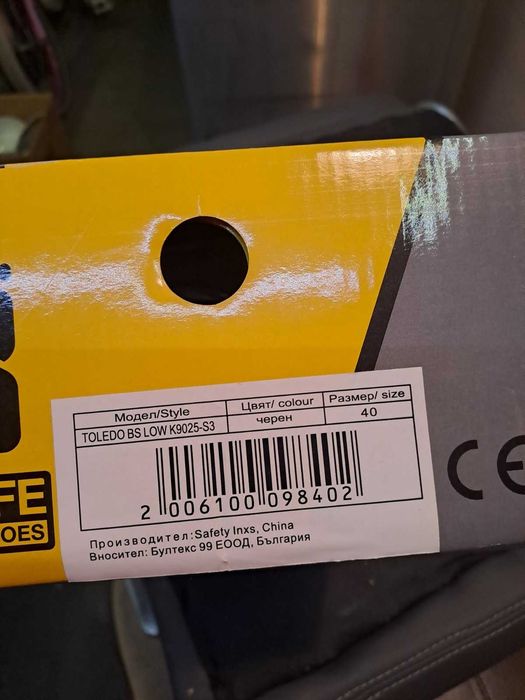 Модел/Style
Цвят/ colour
Размер/ size
TOLEDO BS LOW K9025-S3
черен
40
2 006100 098402
Производител:Safety Inxs, China
Вносител: Бултекс 99 ЕООД, България
FE
OES
CE